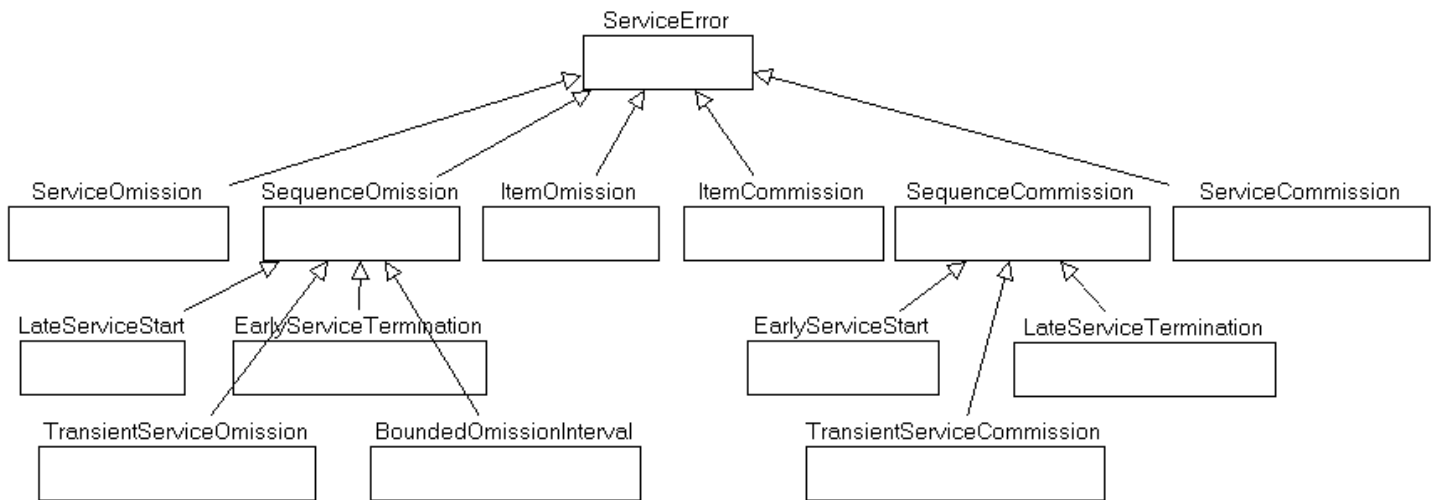 ServiceError
ServiceOmission
SequenceOmission
ItemOmission
ItemCommission
SequenceCommission
ServiceCommission
LateServiceStart
EarlyServiceTermination
EarlyServiceStart
LateServiceTermination
TransientServiceOmission
BoundedOmissionInterval
TransientServiceCommission